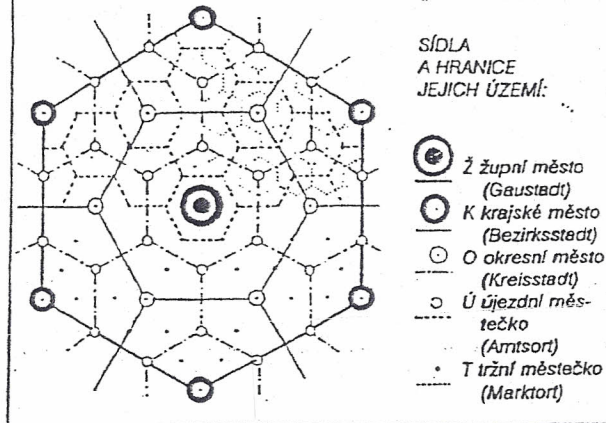 SÍDLA
A HRANICE
JEJICH ÚZEMÍ:
Ž župní město
(Gaustadt)
K krajské město
(Bezirksstadt)
O okresní město
(Kreisstadt)
Ú újezdní měs-
tečko
(Amtsort)
T tržní městečko
(Marktort)